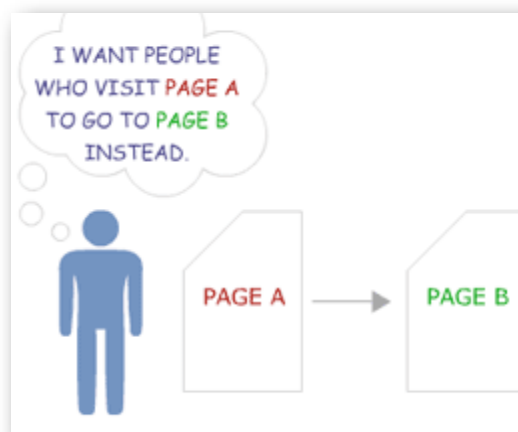 I WANT PEOPLE
WHO VISIT PAGE A
TO GO TO PAGE B
INSTEAD.
PAGE A
PAGE B